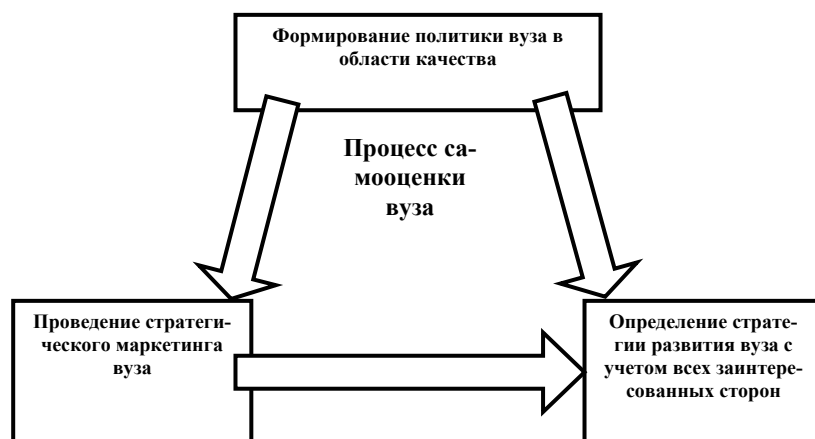 Формирование политики вуза в
области качества
Процесс са-
мооценки
вуза
Проведение стратеги-
ческого маркетинга
вуза
Определение страте-
гии развития вуза с
учетом всех заинтере-
сованных сторон